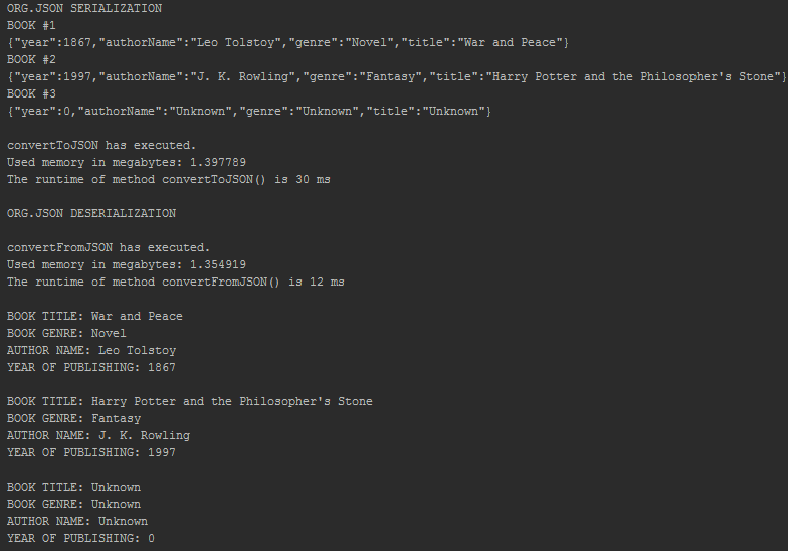 ORG.JSON SERIALIZATION
BOOK #1
{"year":1867,"authorName":"Leo Tolstoy","genre":"Novel","title":"War and Peace"}
BOOK #2
{"year":1997,"authorName":"J. K. Rowling","genre":"Fantasy","title":"Harry Potter and the Philosopher's Stone"}
BOOK #3
{"year":0,"authorName":"Unknown","genre":"Unknown","title":"Unknown"}
convertToJSON has executed.
Used memory in megabytes: 1.397789
The runtime of method convertToJSON() is 30 ms
ORG.JSON DESERIALIZATION
convertFromJSON has executed.
Used memory in megabytes: 1.354919
The runtime of method convertFromJSON() is 12 ms
BOOK TITLE: War and Peace
BOOK GENRE: Novel
AUTHOR NAME: Leo Tolstoy
YEAR OF PUBLISHING: 1867
BOOK TITLE: Harry Potter and the Philosopher's Stone
BOOK GENRE: Fantasy
AUTHOR NAME: J. K. Rowling
YEAR OF PUBLISHING: 1997
BOOK TITLE: Unknown
BOOK GENRE: Unknown
AUTHOR NAME: Unknown
YEAR OF PUBLISHING: 0